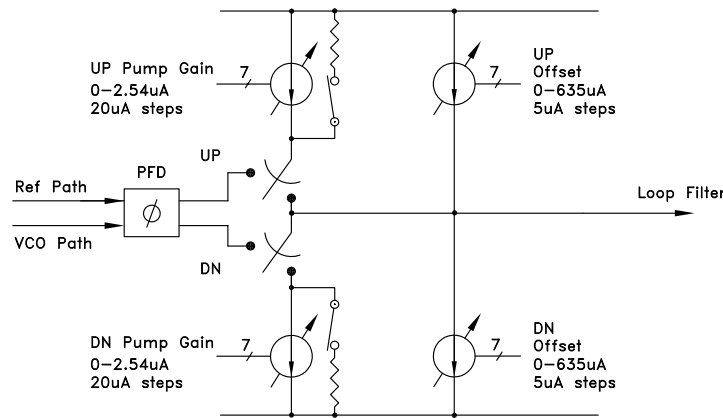 UP Pump Gain
0-2.54uA
20uA steps
7
7
UP
Offset
0-635uA
5uA steps
UP
PFD
Ref Path
VCO Path
Loop Filter
DN
DN Pump Gain
0-2.54uA
20uA steps
7
7
DN
Offset
0-635uA
5uA steps